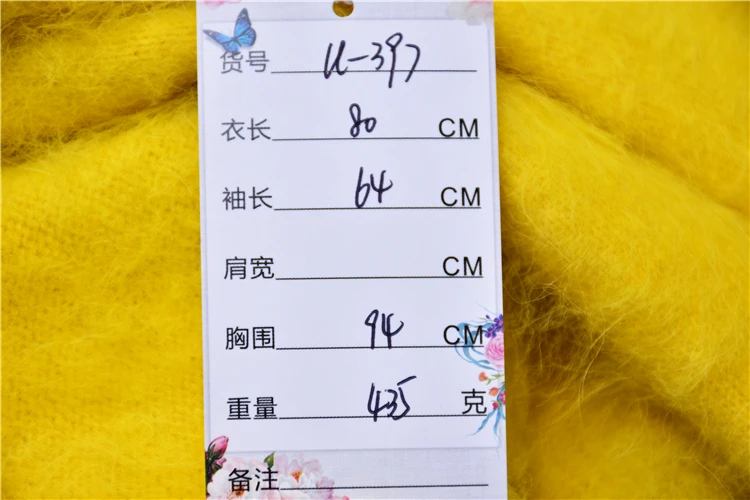 货号 U-397
衣长 80 CM
袖长 64 CM
肩宽 CM
胸围 94 CM
重量 435 克
备注